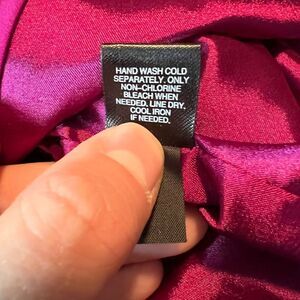 HAND WASH COLD
SEPARATELY. ONLY
NON-CHLORINE
BLEACH WHEN
NEEDED. LINE DRY.
COOL IRON
IF NEEDED.